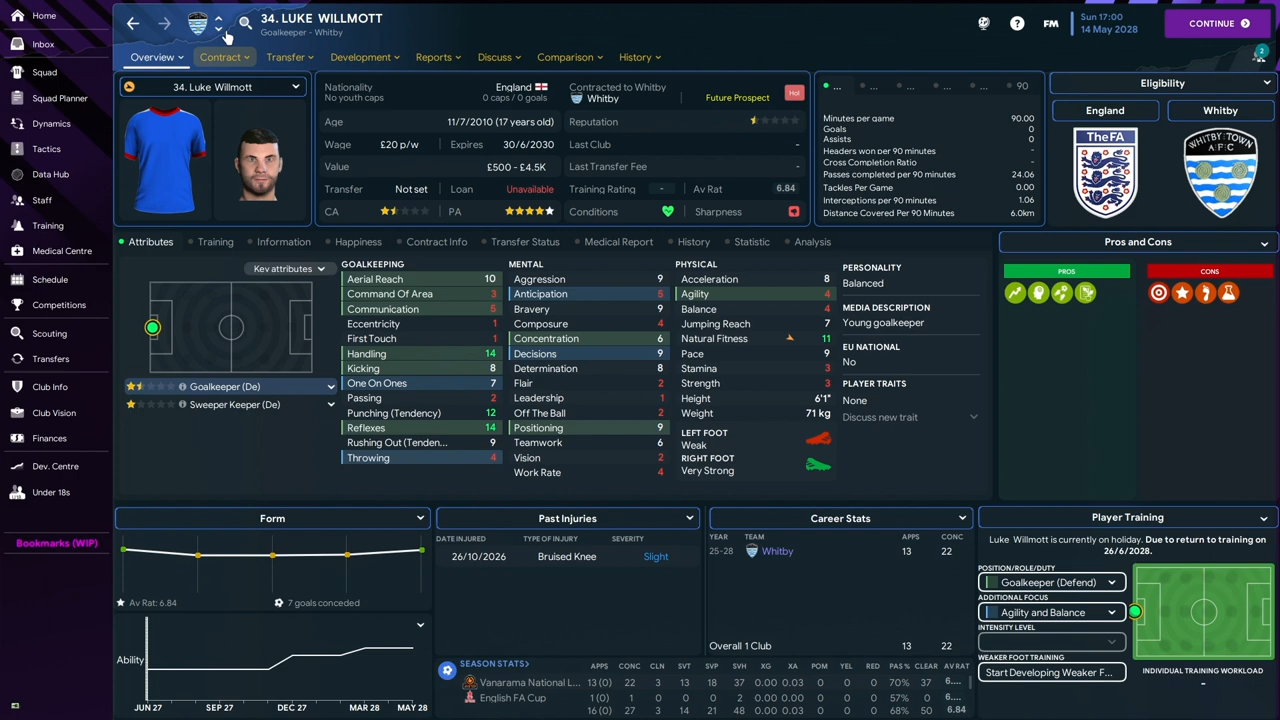 Home
Inbox
Squad
Squad Planner
Dynamics
Tactics
Data Hub
Staff
Training
Medical Centre
Schedule
Competitions
Scouting
Transfers
Club Info
Club Vision
Finances
Dev. Centre
Under 18s
Bookmarks (WIP)
34. LUKE WILLMOTT
Goalkeeper - Whitby
FM
Sun 17:00
14 May 2028
CONTINUE
Overview
Contract
Transfer
Development
Reports
Discuss
Comparison
History
2
34. Luke Willmott
Nationality England
No youth caps 0 caps / 0 goals
Age 11/7/2010 (17 years old)
Wage £20 p/w Expires 30/6/2030
Value £500 - £4.5K
Transfer Not set Loan Unavailable
CA PA
Contracted to Whitby
Whitby Future Prospect Hol
Reputation
Last Club -
Last Transfer Fee -
Training Rating - Av Rat 6.84
Conditions Sharpness
... ... ... ... ... 90
Minutes per game 90.00
Goals 0
Assists 0
Headers won per 90 minutes -
Cross Completion Ratio -
Passes completed per 90 minutes 24.06
Tackles Per Game 0.00
Interceptions per 90 minutes 1.06
Distance Covered Per 90 Minutes 6.0km
Eligibility
England Whitby
TheFA
WHITBY TOWN
A.F.C
Attributes Training Information Happiness Contract Info Transfer Status Medical Report History Statistic Analysis
Key attributes
Goalkeeper (De)
Sweeper Keeper (De)
GOALKEEPING
Aerial Reach 10
Command Of Area 3
Communication 5
Eccentricity 1
First Touch 1
Handling 14
Kicking 8
One On Ones 7
Passing 2
Punching (Tendency) 12
Reflexes 14
Rushing Out (Tenden... 9
Throwing 4
MENTAL
Aggression 9
Anticipation 5
Bravery 9
Composure 4
Concentration 6
Decisions 9
Determination 8
Flair 2
Leadership 1
Off The Ball 2
Positioning 9
Teamwork 6
Vision 2
Work Rate 4
PHYSICAL
Acceleration 8
Agility 4
Balance 4
Jumping Reach 7
Natural Fitness 11
Pace 9
Stamina 3
Strength 3
Height 6'1"
Weight 71 kg
LEFT FOOT
Weak
RIGHT FOOT
Very Strong
PERSONALITY
Balanced
MEDIA DESCRIPTION
Young goalkeeper
EU NATIONAL
No
PLAYER TRAITS
None
Discuss new trait
Pros and Cons
PROS CONS
Form
Av Rat: 6.84 7 goals conceded
Ability
JUN 27 SEP 27 DEC 27 MAR 28 MAY 28
Past Injuries
DATE INJURED TYPE OF INJURY SEVERITY
26/10/2026 Bruised Knee Slight
Career Stats
YEAR TEAM APPS CONC
25-28 Whitby 13 22
Overall 1 Club 13 22
SEASON STATS> APPS CONC CLN SVT SVP SVH XG XA POM YEL RED PAS% CLEAR AV RAT
Vanarama National L... 13 (0) 22 3 13 18 37 0.00 0.03 0 0 0 70% 37 6....
English FA Cup 1 (0) 1 0 0 0 2 0.00 0.00 0 0 0 57% 0 6....
16 (0) 27 3 14 21 48 0.00 0.03 0 0 0 68% 50 6.84
Player Training
Luke Willmott is currently on holiday. Due to return to training on
26/6/2028.
POSITION/ROLE/DUTY
Goalkeeper (Defend)
ADDITIONAL FOCUS
Agility and Balance
INTENSITY LEVEL
WEAKER FOOT TRAINING
Start Developing Weaker F...
INDIVIDUAL TRAINING WORKLOAD
-